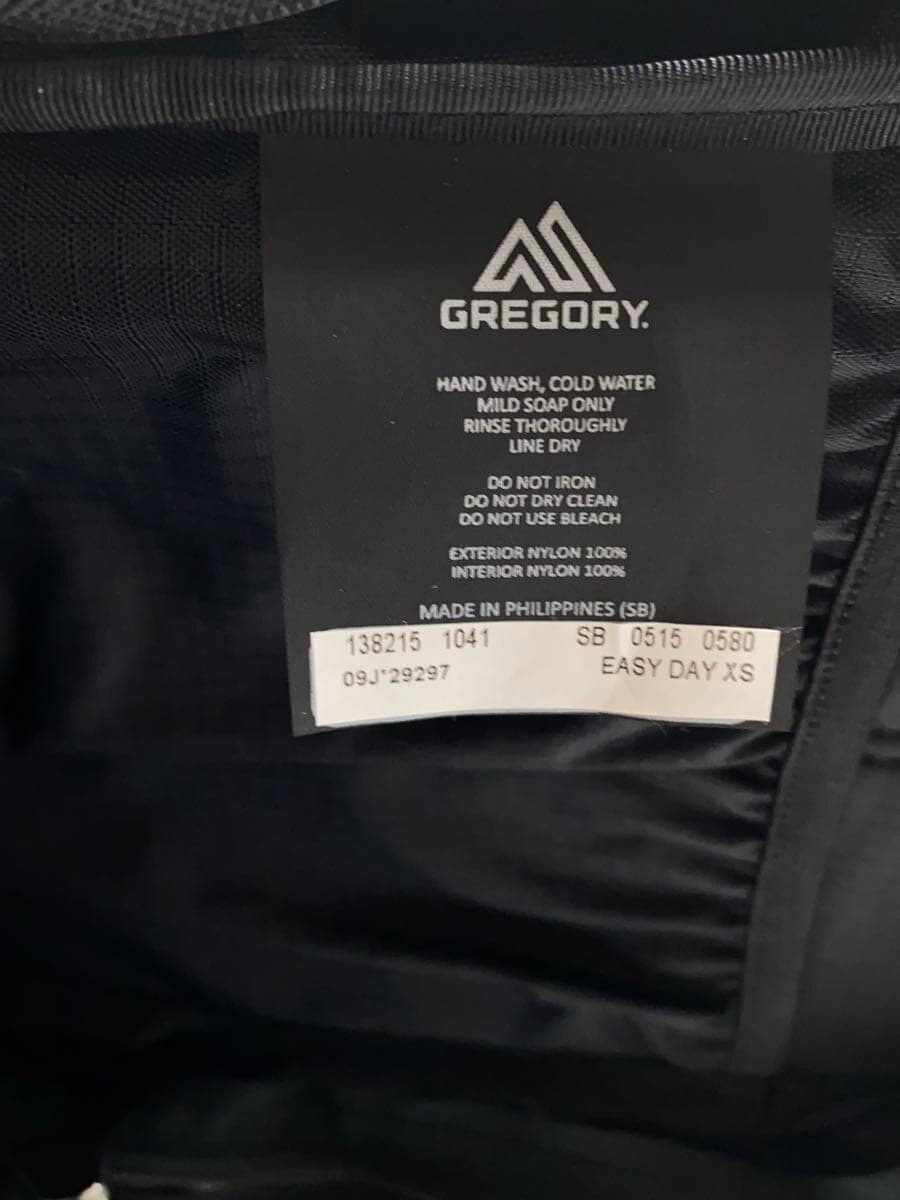 GREGORY.
HAND WASH, COLD WATER
MILD SOAP ONLY
RINSE THOROUGHLY
LINE DRY
DO NOT IRON
DO NOT DRY CLEAN
DO NOT USE BLEACH
EXTERIOR NYLON 100%
INTERIOR NYLON 100%
MADE IN PHILIPPINES (SB)
138215 1041 SB 0515 0580
09J*29297 EASY DAY XS